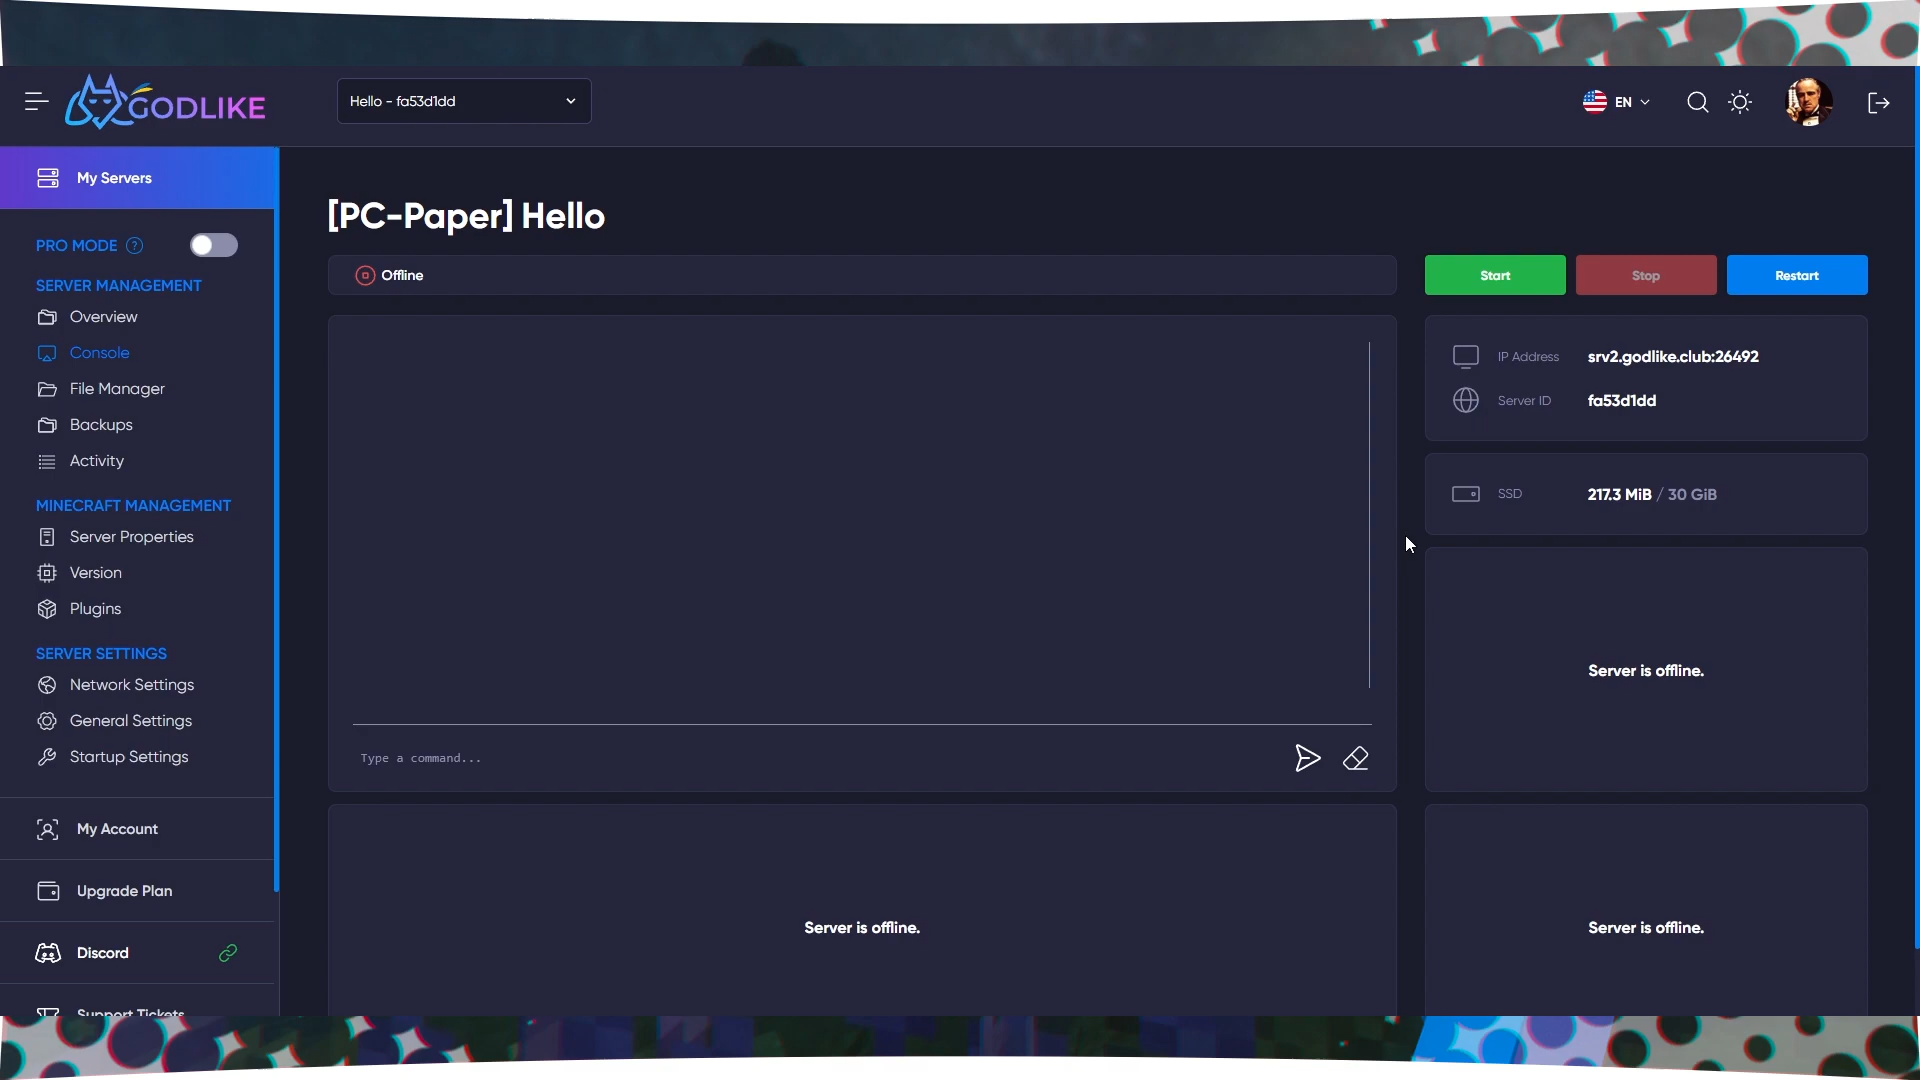 GODLIKE
Hello - fa53d1dd
EN
My Servers
PRO MODE ?
SERVER MANAGEMENT
Overview
Console
File Manager
Backups
Activity
MINECRAFT MANAGEMENT
Server Properties
Version
Plugins
SERVER SETTINGS
Network Settings
General Settings
Startup Settings
My Account
Upgrade Plan
Discord
Support Tickets
[PC-Paper] Hello
Offline
Start
Stop
Restart
IP Address srv2.godlike.club:26492
Server ID fa53d1dd
SSD 217.3 MiB / 30 GiB
Server is offline.
Type a command...
Server is offline.
Server is offline.